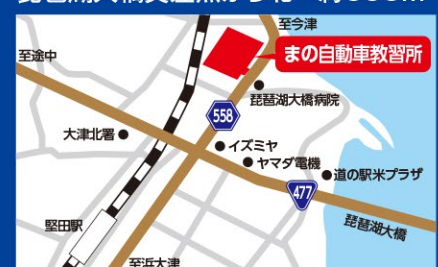 至今津
至途中
まの自動車教習所
琵琶湖大橋病院
558
大津北署
イズミヤ
ヤマダ電機
道の駅米プラザ
477
琵琶湖大橋
堅田駅
至浜大津